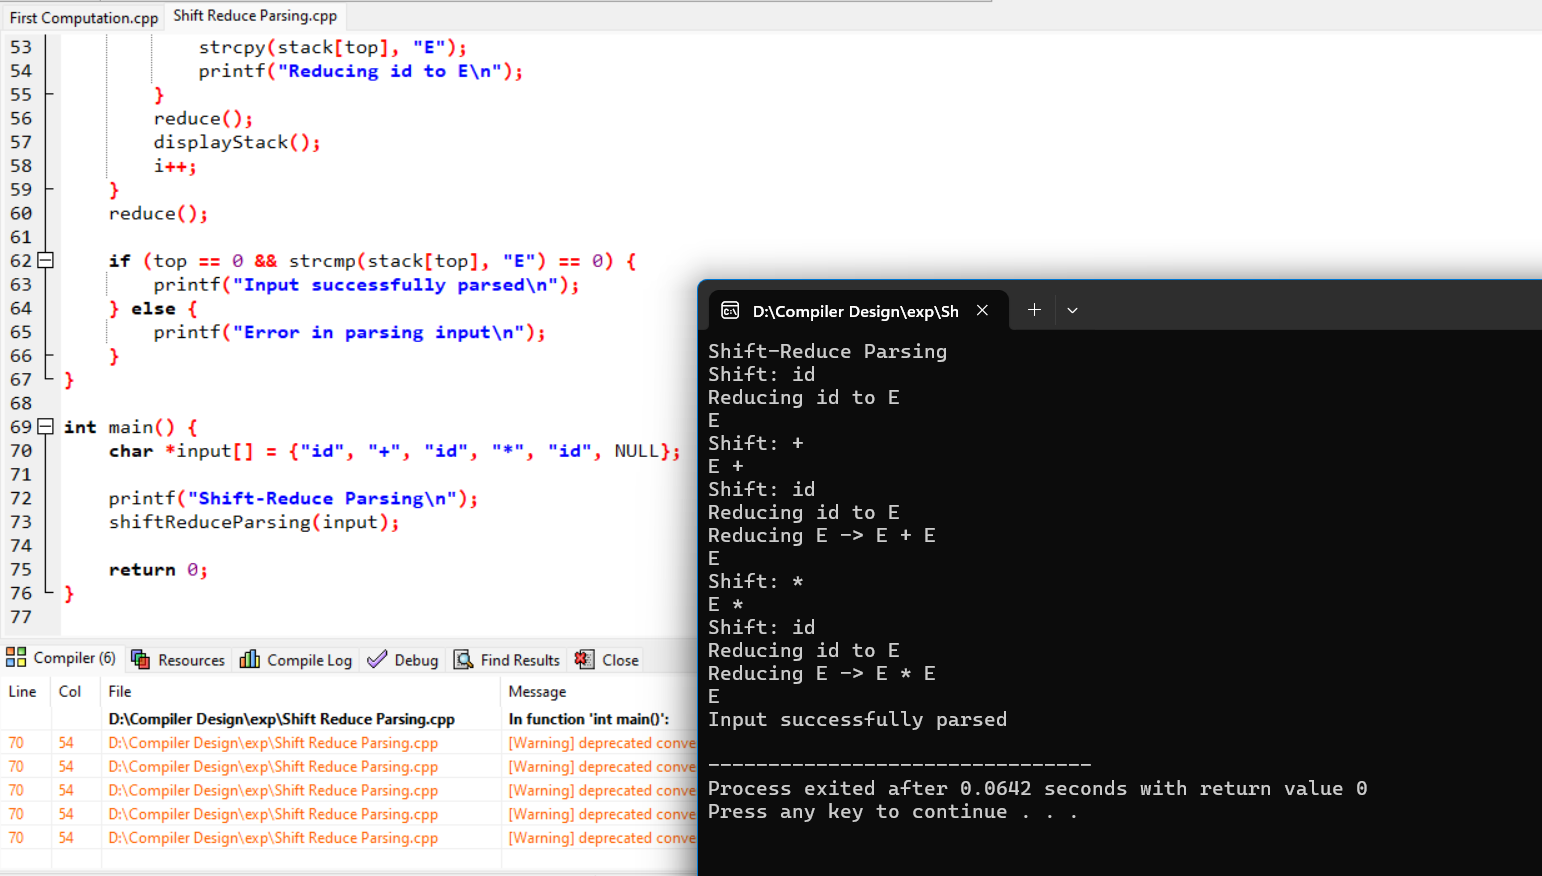 First Computation.cpp Shift Reduce Parsing.cpp
53 strcpy(stack[top], "E");
54 printf("Reducing id to E\n");
55 }
56 reduce();
57 displayStack();
58 i++;
59 }
60 reduce();
61
62 if (top == 0 && strcmp(stack[top], "E") == 0) {
63 printf("Input successfully parsed\n");
64 } else {
65 printf("Error in parsing input\n");
66 }
67 }
68
69 int main() {
70 char *input[] = {"id", "+", "id", "*", "id", NULL};
71
72 printf("Shift-Reduce Parsing\n");
73 shiftReduceParsing(input);
74
75 return 0;
76 }
77
Compiler (6) Resources Compile Log Debug Find Results Close
Line Col File Message
D:\Compiler Design\exp\Shift Reduce Parsing.cpp In function 'int main()':
70 54 D:\Compiler Design\exp\Shift Reduce Parsing.cpp [Warning] deprecated conve
70 54 D:\Compiler Design\exp\Shift Reduce Parsing.cpp [Warning] deprecated conve
70 54 D:\Compiler Design\exp\Shift Reduce Parsing.cpp [Warning] deprecated conve
70 54 D:\Compiler Design\exp\Shift Reduce Parsing.cpp [Warning] deprecated conve
70 54 D:\Compiler Design\exp\Shift Reduce Parsing.cpp [Warning] deprecated conve
D:\Compiler Design\exp\Sh
Shift-Reduce Parsing
Shift: id
Reducing id to E
E
Shift: +
E +
Shift: id
Reducing id to E
Reducing E -> E + E
E
Shift: *
E *
Shift: id
Reducing id to E
Reducing E -> E * E
E
Input successfully parsed
--------------------------------
Process exited after 0.0642 seconds with return value 0
Press any key to continue . . .